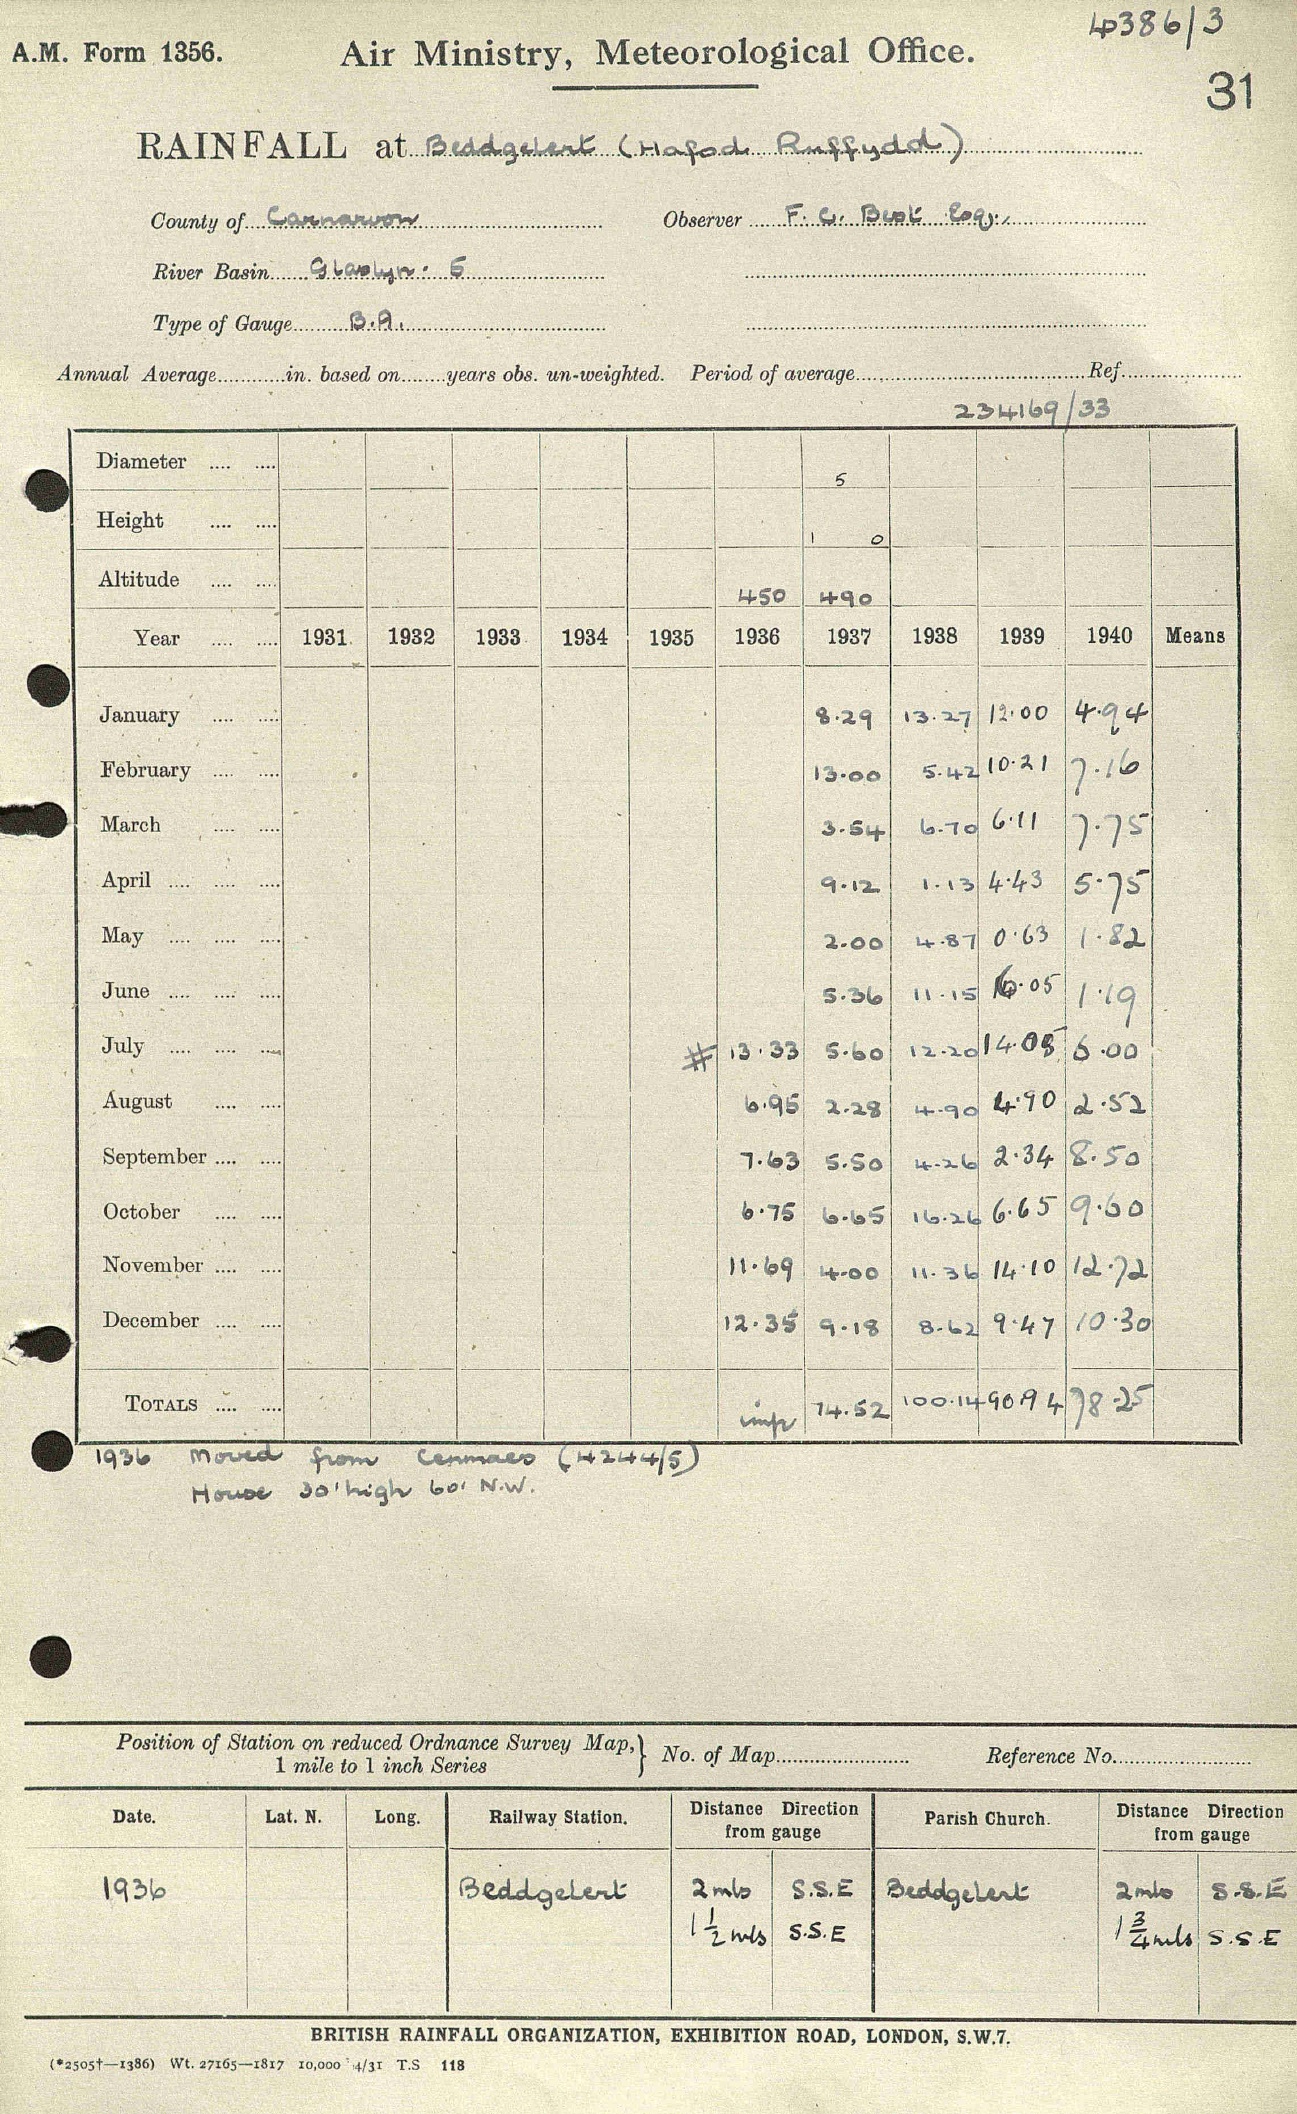 4386/3
A.M. Form 1356. Air Ministry, Meteorological Office.
31
RAINFALL at Beddgelert (Hafod Ruffydd)
County of Carnarvon Observer F. C. Best Esq.,
River Basin Glaslyn. 5
Type of Gauge B.A.
Annual Average in. based on years obs. un-weighted. Period of average Ref.
234169/33
Diameter 5
Height 1 0
Altitude 450 490
Year 1931 1932 1933 1934 1935 1936 1937 1938 1939 1940 Means
January 8.29 13.27 12.00 4.94
February 13.00 5.42 10.21 7.16
March 3.54 6.70 6.11 7.75
April 9.12 1.13 4.43 5.75
May 2.00 4.87 0.63 1.82
June 5.36 11.15 6.05 1.19
July # 13.33 5.60 12.20 14.05 6.00
August 6.95 2.28 4.90 4.90 2.52
September 7.63 5.50 4.26 2.34 8.50
October 6.75 6.65 16.26 6.65 9.60
November 11.69 4.00 11.36 14.10 12.72
December 12.35 9.18 8.62 9.47 10.30
TOTALS imp 74.52 100.14 90.94 78.25
1936 Moved from Cenmaes (4244/5)
House 30' high 60' N.W.
Position of Station on reduced Ordnance Survey Map, } No. of Map Reference No.
1 mile to 1 inch Series
Date. Lat. N. Long. Railway Station. Distance Direction from gauge Parish Church. Distance Direction from gauge
1936 Beddgelert 2 mls S.S.E Beddgelert 2 mls S.S.E
1 1/2 mls S.S.E 1 3/4 mls S.S.E
BRITISH RAINFALL ORGANIZATION, EXHIBITION ROAD, LONDON, S.W.7.
(*2505†—1386) Wt. 27165—1817 10,000 4/31 T.S 118